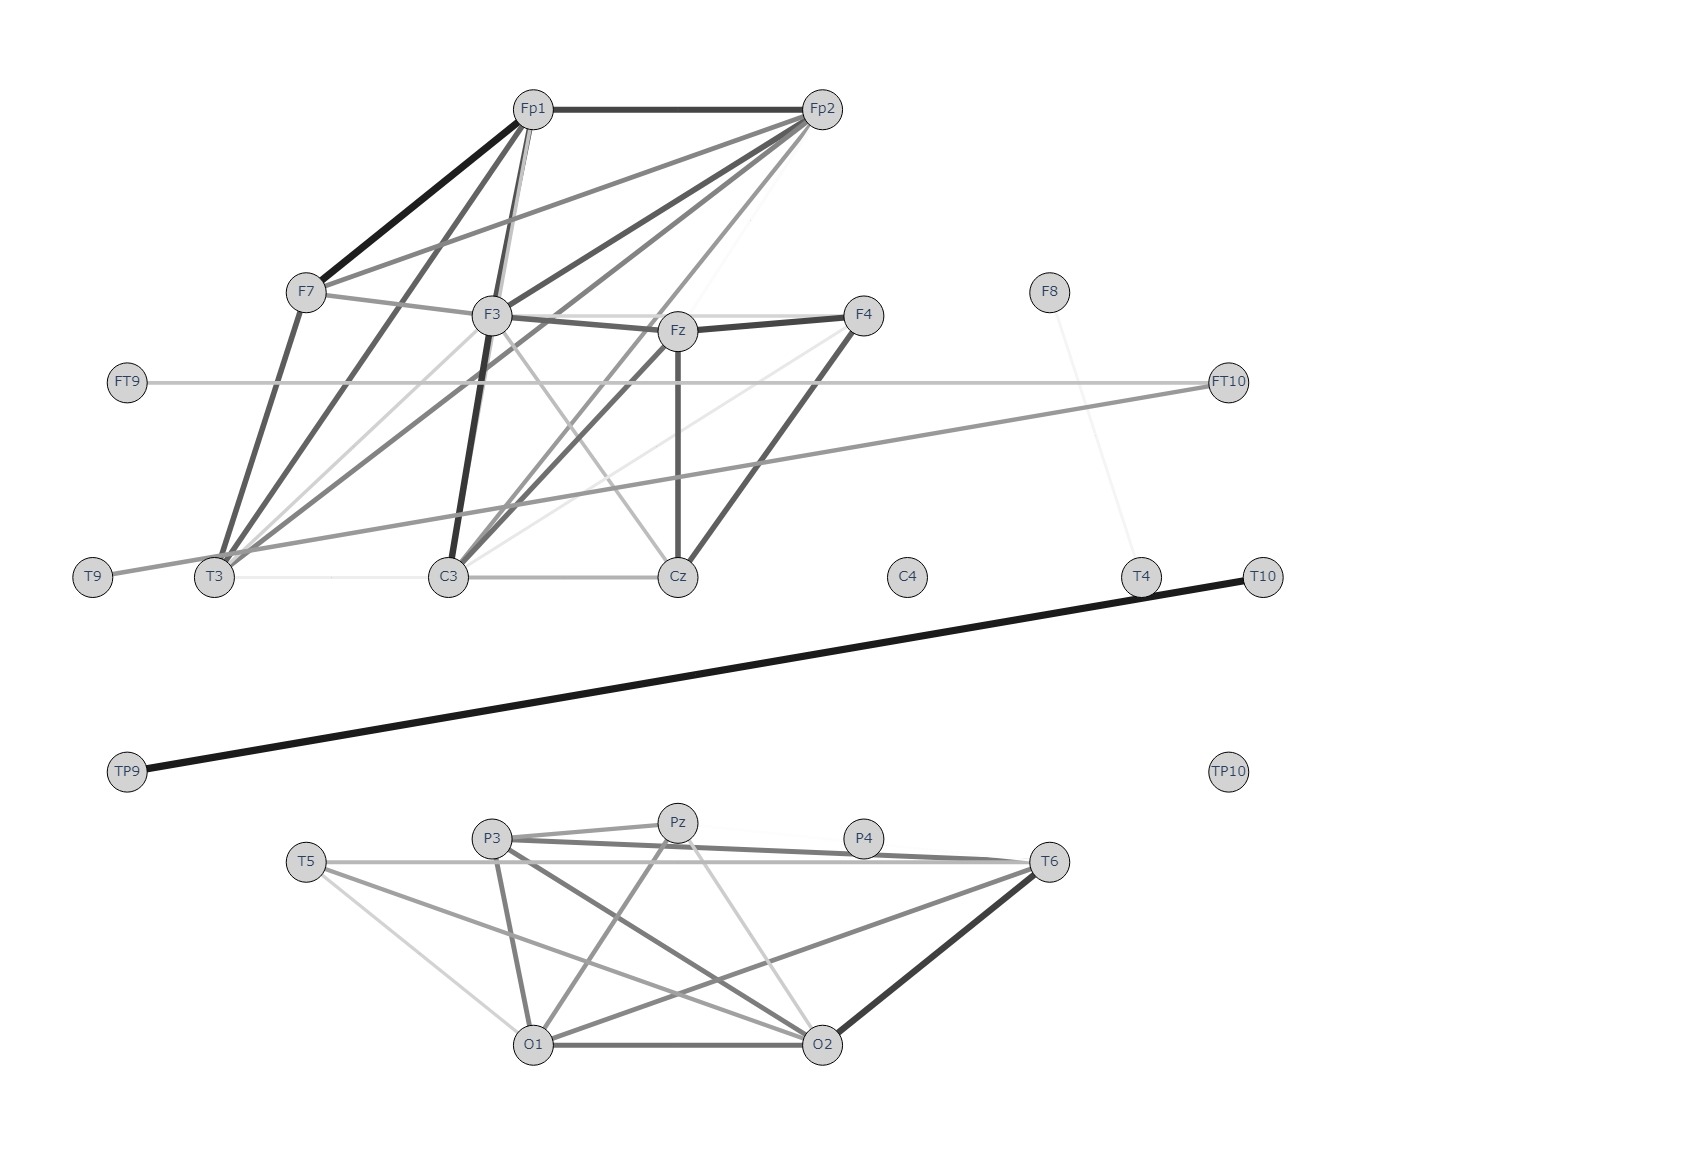 Fp1 Fp2
F7 F8
F3 Fz F4
FT9 FT10
T9 T3 C3 Cz C4 T4 T10
TP9 TP10
Pz
P3 P4
T5 T6
O1 O2